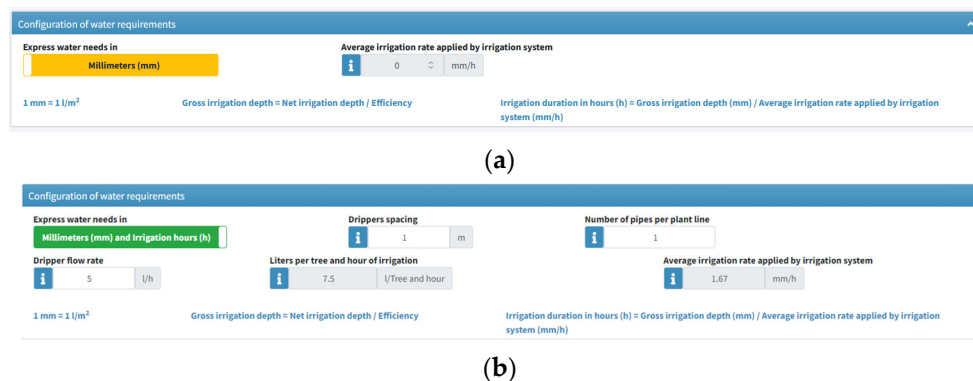 Configuration of water requirements
Express water needs in
Average irrigation rate applied by irrigation system
Millimeters (mm)
i 0 mm/h
1 mm = 1 l/m²
Gross irrigation depth = Net irrigation depth / Efficiency
Irrigation duration in hours (h) = Gross irrigation depth (mm) / Average irrigation rate applied by irrigation
system (mm/h)
(a)
Configuration of water requirements
Express water needs in
Drippers spacing
Number of pipes per plant line
Millimeters (mm) and Irrigation hours (h)
i 1 m
i 1
Dripper flow rate
Liters per tree and hour of irrigation
Average irrigation rate applied by irrigation system
i 5 l/h
i 7.5 l/Tree and hour
i 1.67 mm/h
1 mm = 1 l/m²
Gross irrigation depth = Net irrigation depth / Efficiency
Irrigation duration in hours (h) = Gross irrigation depth (mm) / Average irrigation rate applied by irrigation
system (mm/h)
(b)